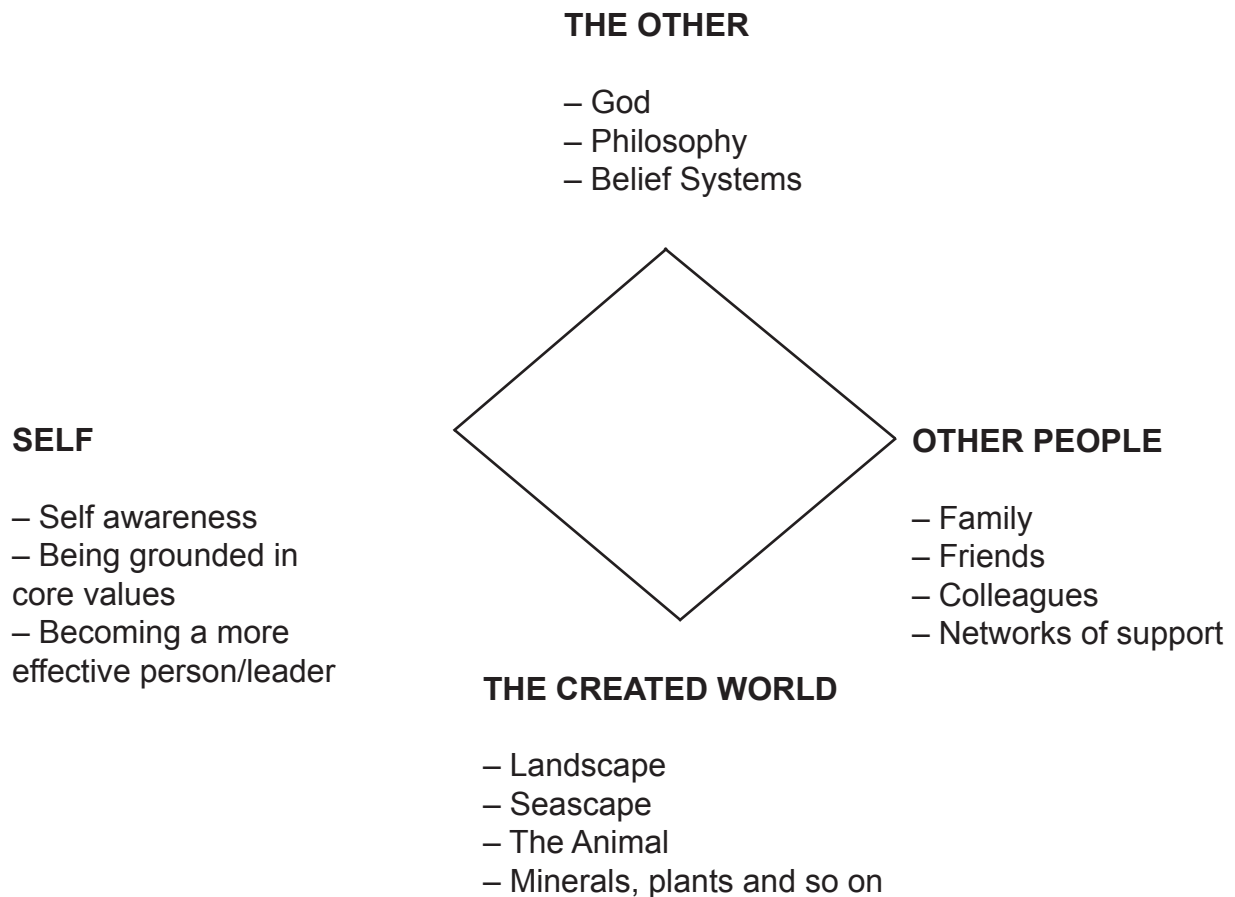 THE OTHER
– God
– Philosophy
– Belief Systems
SELF
– Self awareness
– Being grounded in
core values
– Becoming a more
effective person/leader
OTHER PEOPLE
– Family
– Friends
– Colleagues
– Networks of support
THE CREATED WORLD
– Landscape
– Seascape
– The Animal
– Minerals, plants and so on